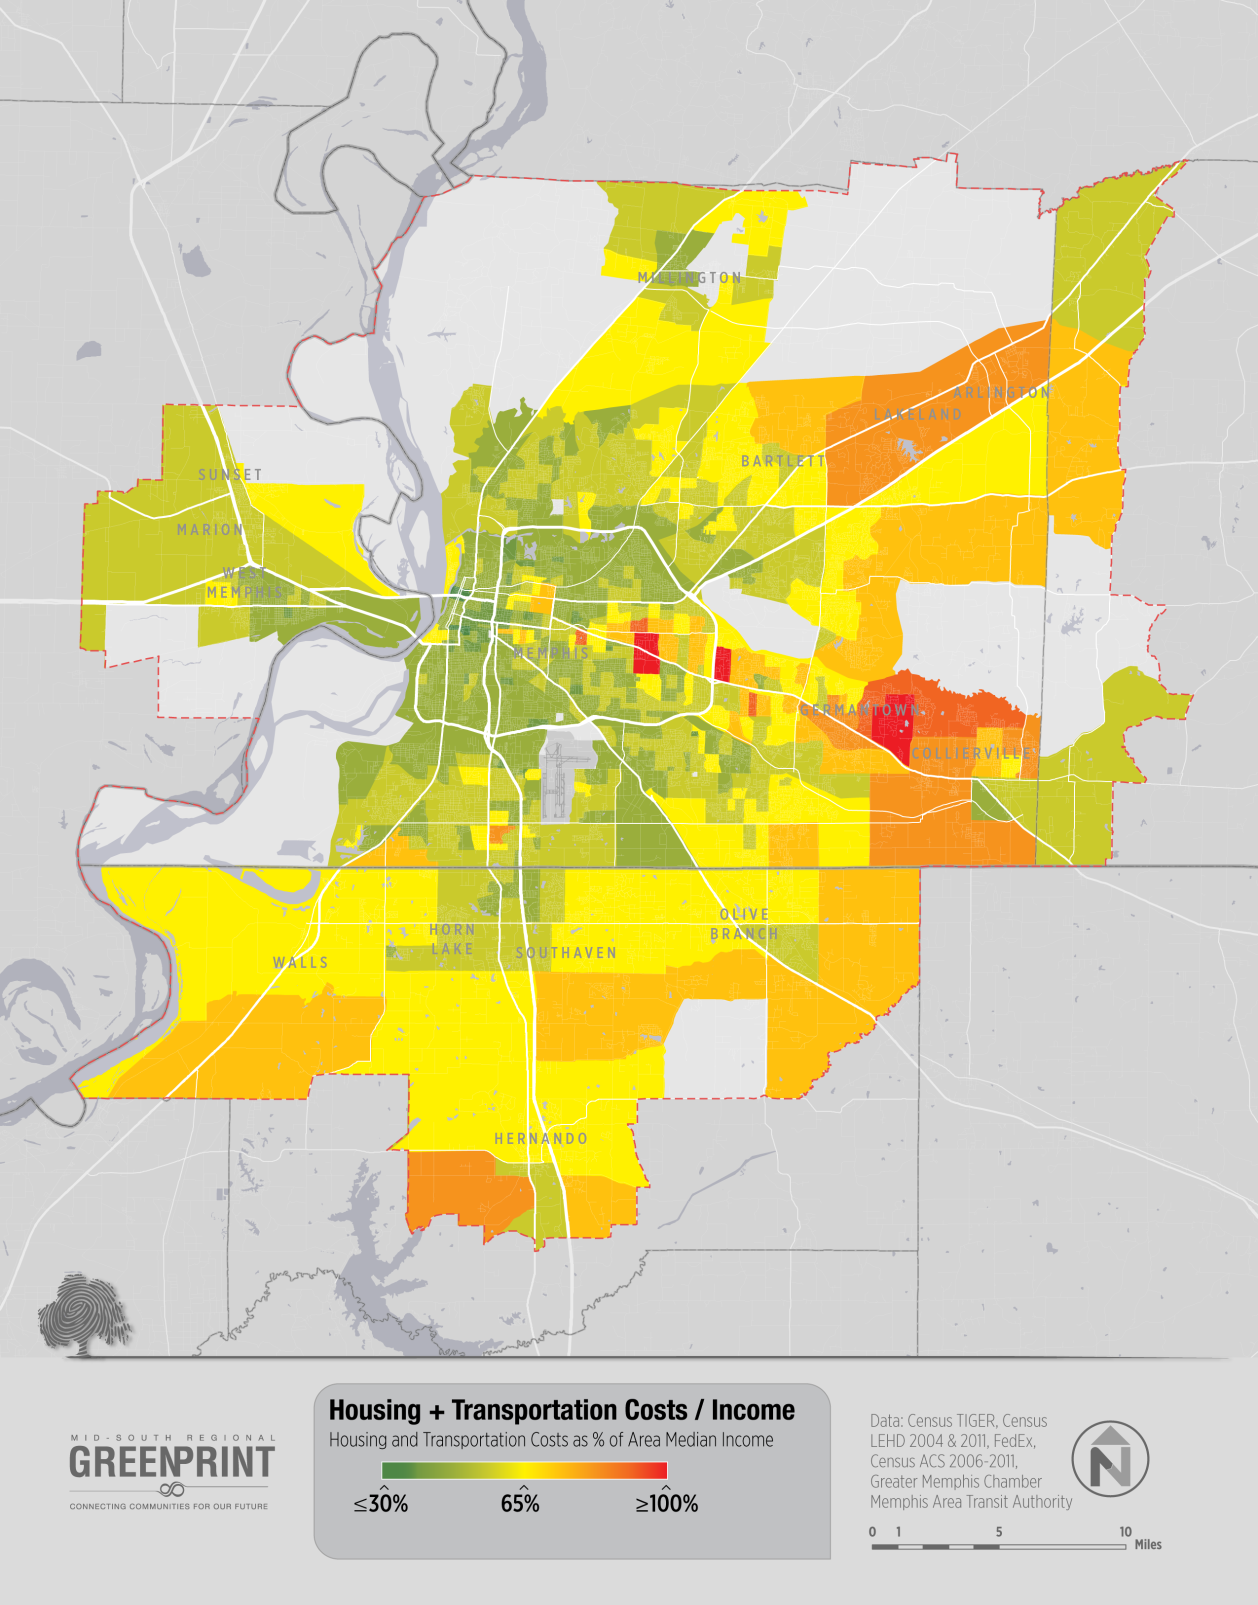 MILLINGTON
ARLINGTON
LAKELAND
BARTLETT
SUNSET
MARION
WEST
MEMPHIS
MEMPHIS
GERMANTOWN
COLLIERVILLE
OLIVE
BRANCH
HORN
LAKE
SOUTHAVEN
WALLS
HERNANDO
MID-SOUTH REGIONAL
GREENPRINT
CONNECTING COMMUNITIES FOR OUR FUTURE
Housing + Transportation Costs / Income
Housing and Transportation Costs as % of Area Median Income
≤30% 65% ≥100%
Data: Census TIGER, Census
LEHD 2004 & 2011, FedEx,
Census ACS 2006-2011,
Greater Memphis Chamber
Memphis Area Transit Authority
N
0 1 5 10
Miles